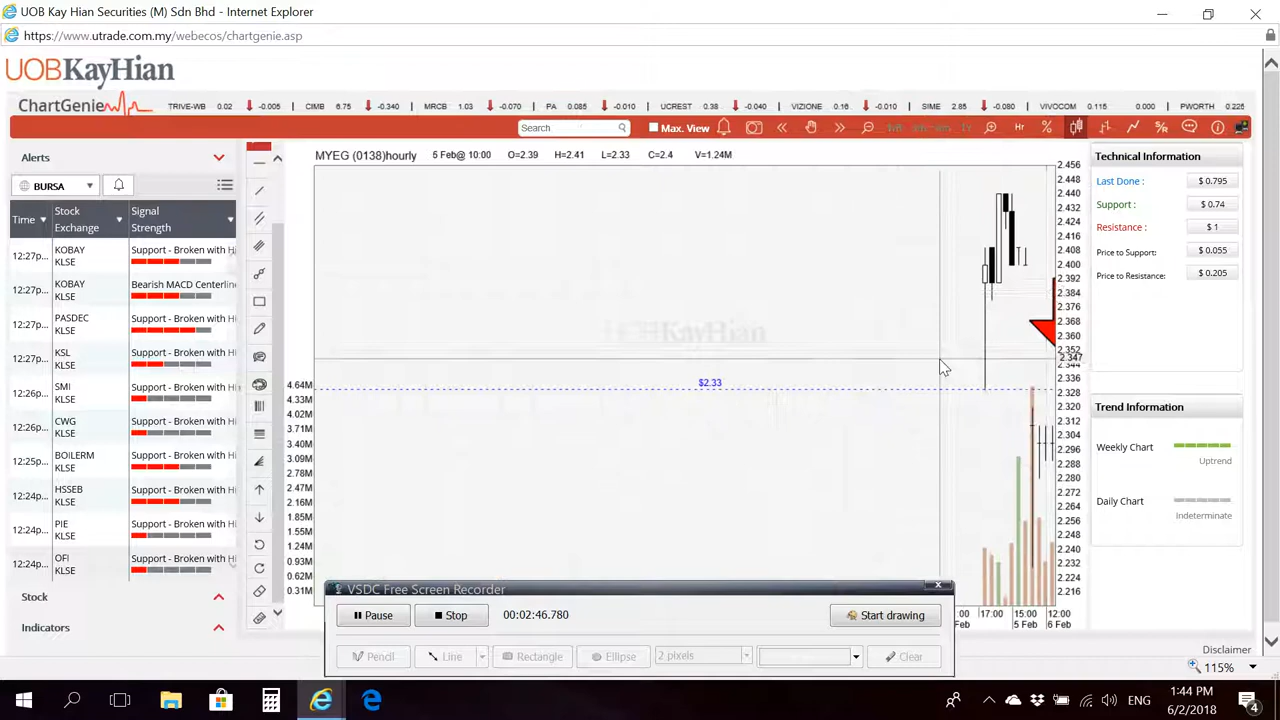 UOB Kay Hian Securities (M) Sdn Bhd - Internet Explorer
https://www.utrade.com.my/webecos/chartgenie.asp
UOBKayHian
ChartGenie
TRIVE-WB 0.02 -0.005 | CIMB 6.75 -0.340 | MRCB 1.03 -0.070 | PA 0.085 -0.010 | UCREST 0.38 -0.040 | VIZIONE 0.16 -0.010 | SIME 2.85 -0.080 | VIVOCOM 0.115 0.000 | PWORTH 0.225
Search
Max. View
Hr
Alerts
BURSA
Time
Stock Exchange
Signal Strength
12:27p... KOBAY KLSE Support - Broken with Hi
12:27p... KOBAY KLSE Bearish MACD Centerline
12:27p... PASDEC KLSE Support - Broken with Hi
12:27p... KSL KLSE Support - Broken with Hi
12:26p... SMI KLSE Support - Broken with Hi
12:26p... CWG KLSE Support - Broken with Hi
12:25p... BOILERM KLSE Support - Broken with Hi
12:24p... HSSEB KLSE Support - Broken with Hi
12:24p... PIE KLSE Support - Broken with Hi
12:24p... OFI KLSE Support - Broken with Hi
Stock
Indicators
MYEG (0138)hourly 5 Feb@ 10:00 O=2.39 H=2.41 L=2.33 C=2.4 V=1.24M
UOBKayHian
$2.33
4.64M
4.33M
4.02M
3.71M
3.40M
3.09M
2.78M
2.47M
2.16M
1.85M
1.55M
1.24M
0.93M
0.62M
0.31M
2.456
2.448
2.440
2.432
2.424
2.416
2.408
2.400
2.392
2.384
2.376
2.368
2.360
2.352
2.347
2.344
2.336
2.328
2.320
2.312
2.304
2.296
2.288
2.280
2.272
2.264
2.256
2.248
2.240
2.232
2.224
2.216
17:00 15:00 12:00
5 Feb 6 Feb
Technical Information
Last Done : $ 0.795
Support : $ 0.74
Resistance : $ 1
Price to Support: $ 0.055
Price to Resistance: $ 0.205
Trend Information
Weekly Chart
Uptrend
Daily Chart
Indeterminate
Disclaimer
115%
VSDC Free Screen Recorder
Pause
Stop
00:02:46.780
Start drawing
Pencil
Line
Rectangle
Ellipse
2 pixels
Clear
ENG
1:44 PM
6/2/2018
4